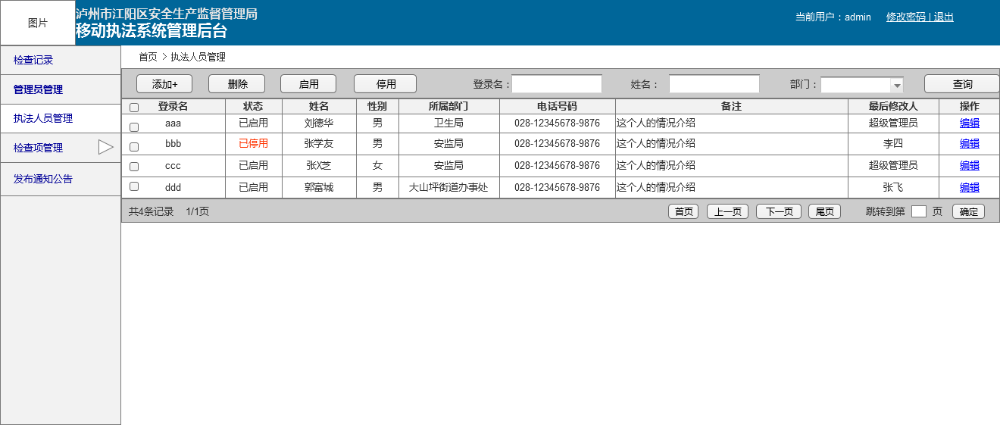 图片
泸州市江阳区安全生产监督管理局
移动执法系统管理后台
当前用户：admin 修改密码 | 退出
检查记录
管理员管理
执法人员管理
检查项管理
发布通知公告
首页 > 执法人员管理
添加+ 删除 启用 停用 登录名： 姓名： 部门： 查询
登录名 状态 姓名 性别 所属部门 电话号码 备注 最后修改人 操作
aaa 已启用 刘德华 男 卫生局 028-12345678-9876 这个人的情况介绍 超级管理员 编辑
bbb 已停用 张学友 男 安监局 028-12345678-9876 这个人的情况介绍 李四 编辑
ccc 已启用 张X芝 女 安监局 028-12345678-9876 这个人的情况介绍 超级管理员 编辑
ddd 已启用 郭富城 男 大山坪街道办事处 028-12345678-9876 这个人的情况介绍 张飞 编辑
共4条记录 1/1页 首页 上一页 下一页 尾页 跳转到第 页 确定